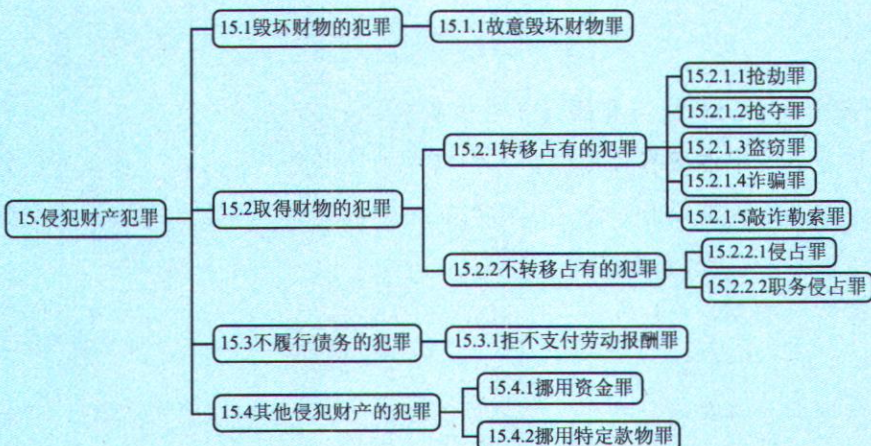 15.侵犯财产犯罪
15.1毁坏财物的犯罪
15.1.1故意毁坏财物罪
15.2取得财物的犯罪
15.2.1转移占有的犯罪
15.2.1.1抢劫罪
15.2.1.2抢夺罪
15.2.1.3盗窃罪
15.2.1.4诈骗罪
15.2.1.5敲诈勒索罪
15.2.2不转移占有的犯罪
15.2.2.1侵占罪
15.2.2.2职务侵占罪
15.3不履行债务的犯罪
15.3.1拒不支付劳动报酬罪
15.4其他侵犯财产的犯罪
15.4.1挪用资金罪
15.4.2挪用特定款物罪